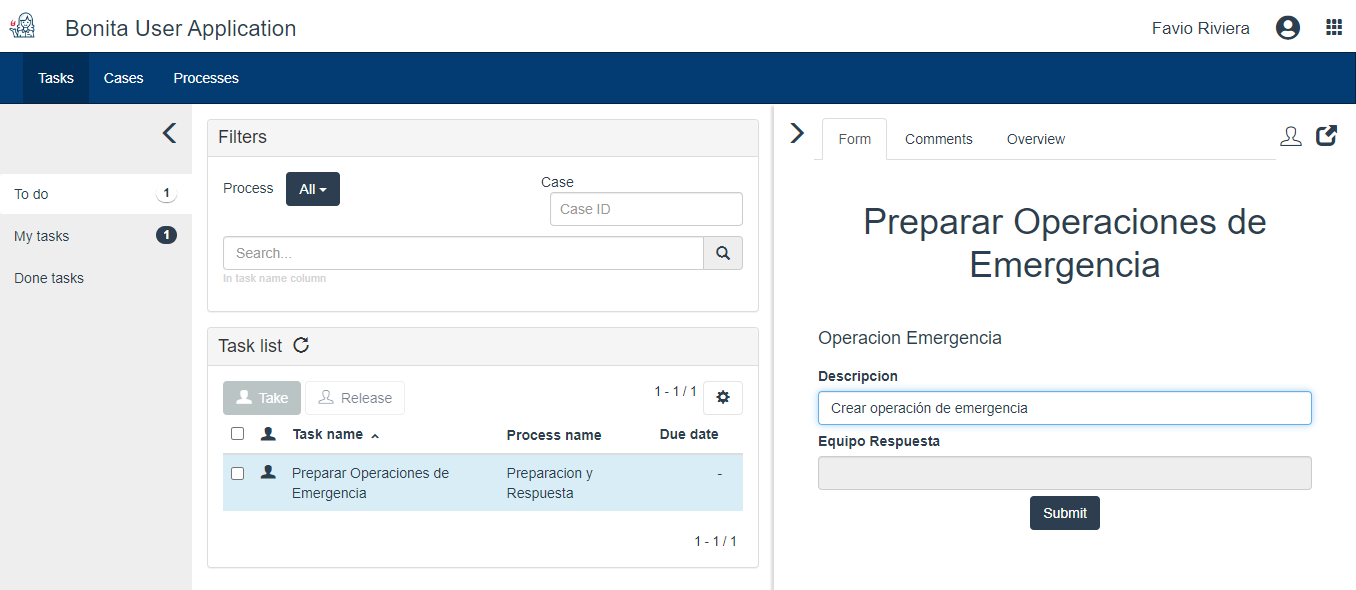 Bonita User Application
Favio Riviera
Tasks
Cases
Processes
To do
1
My tasks
1
Done tasks
Filters
Process
All
Case
Case ID
Search...
In task name column
Task list
Take
Release
1 - 1 / 1
Task name
Process name
Due date
Preparar Operaciones de
Emergencia
Preparacion y
Respuesta
-
1 - 1 / 1
Form
Comments
Overview
Preparar Operaciones de
Emergencia
Operacion Emergencia
Descripcion
Crear operación de emergencia
Equipo Respuesta
Submit